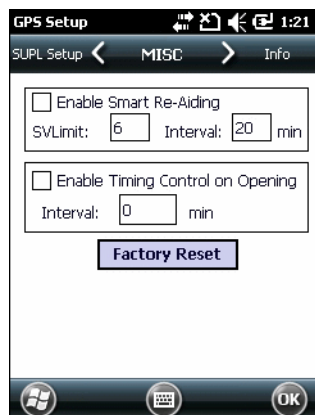 GPS Setup 1:21
SUPL Setup MISC Info
Enable Smart Re-Aiding
SVLimit: 6 Interval: 20 min
Enable Timing Control on Opening
Interval: 0 min
Factory Reset
OK